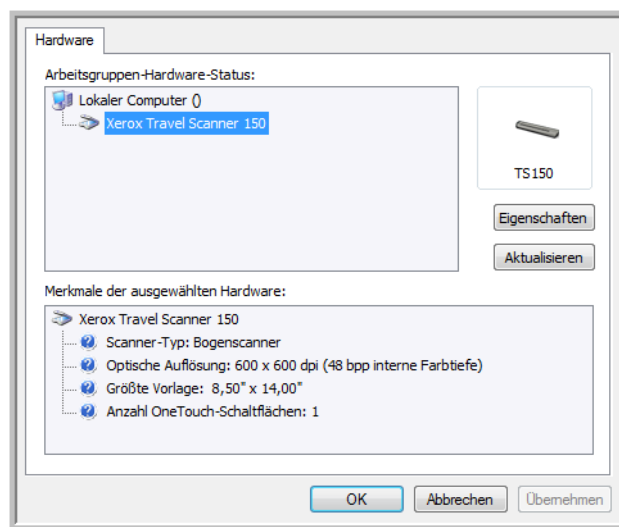 Hardware
Arbeitsgruppen-Hardware-Status:
Lokaler Computer ()
Xerox Travel Scanner 150
TS150
Eigenschaften
Aktualisieren
Merkmale der ausgewählten Hardware:
Xerox Travel Scanner 150
Scanner-Typ: Bogenscanner
Optische Auflösung: 600 x 600 dpi (48 bpp interne Farbtiefe)
Größte Vorlage: 8,50" x 14,00"
Anzahl OneTouch-Schaltflächen: 1
OK Abbrechen Übernehmen